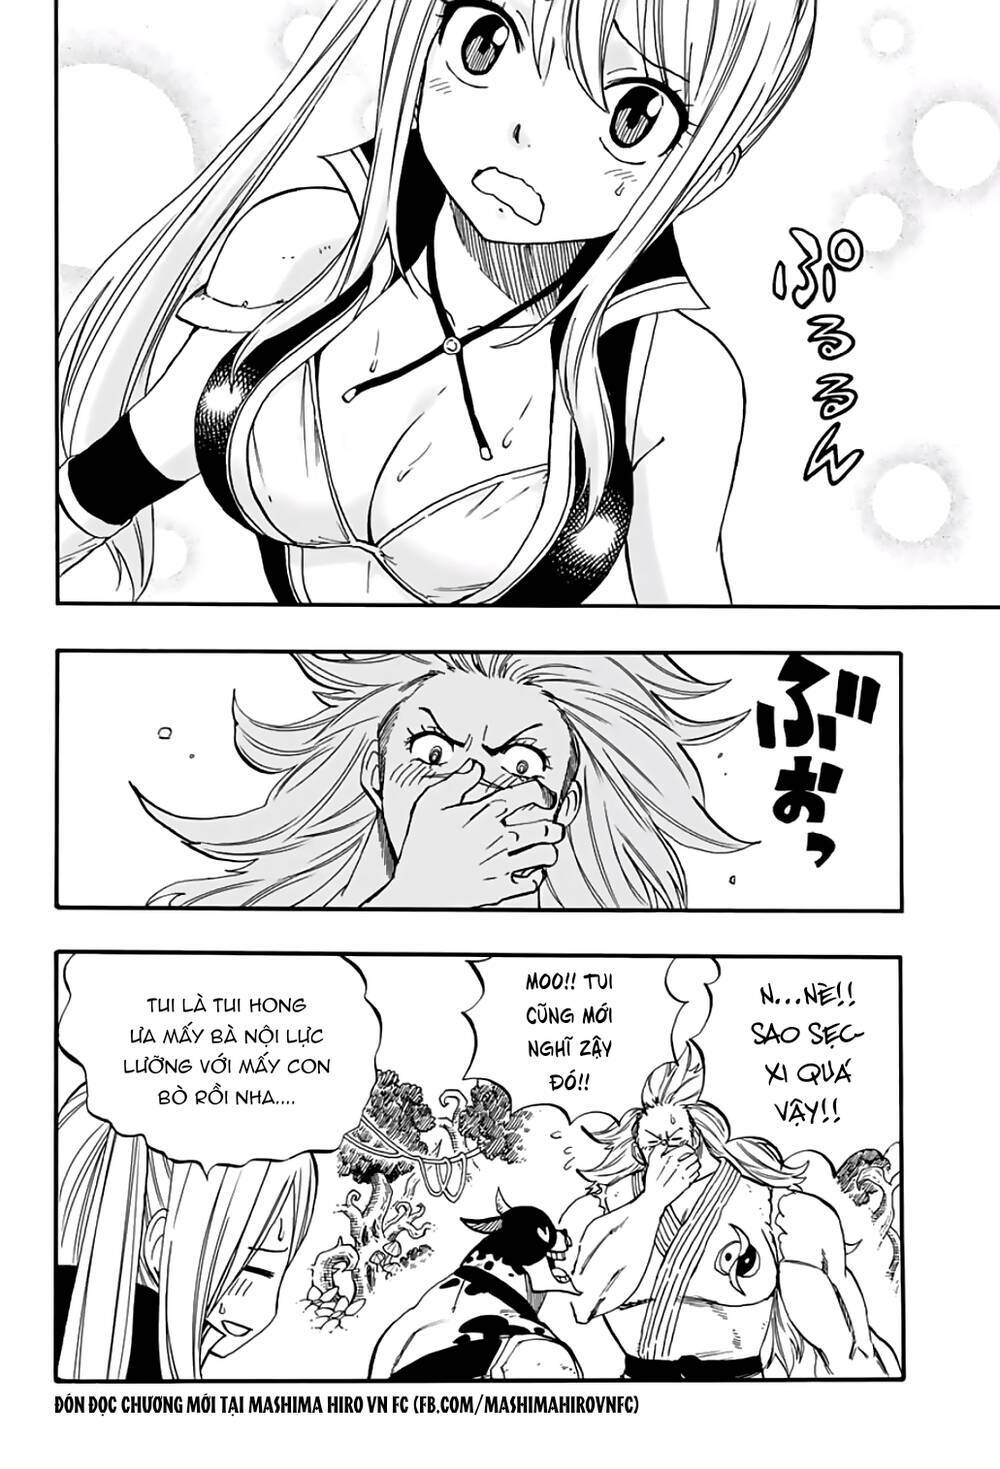 ぷるるん
ぶおっ
N...NÈ!!
SAO SẸC-
XI QUÁ
VẬY!!
MOO!! TUI
CŨNG MỚI
NGHĨ ZẬY
ĐÓ!!
TUI LÀ TUI HONG
ƯA MẤY BÀ NỘI LỰC
LƯỠNG VỚI MẤY CON
BÒ RỒI NHA....
ĐÓN ĐỌC CHƯƠNG MỚI TẠI MASHIMA HIRO VN FC (FB.COM/MASHIMAHIROVNFC)